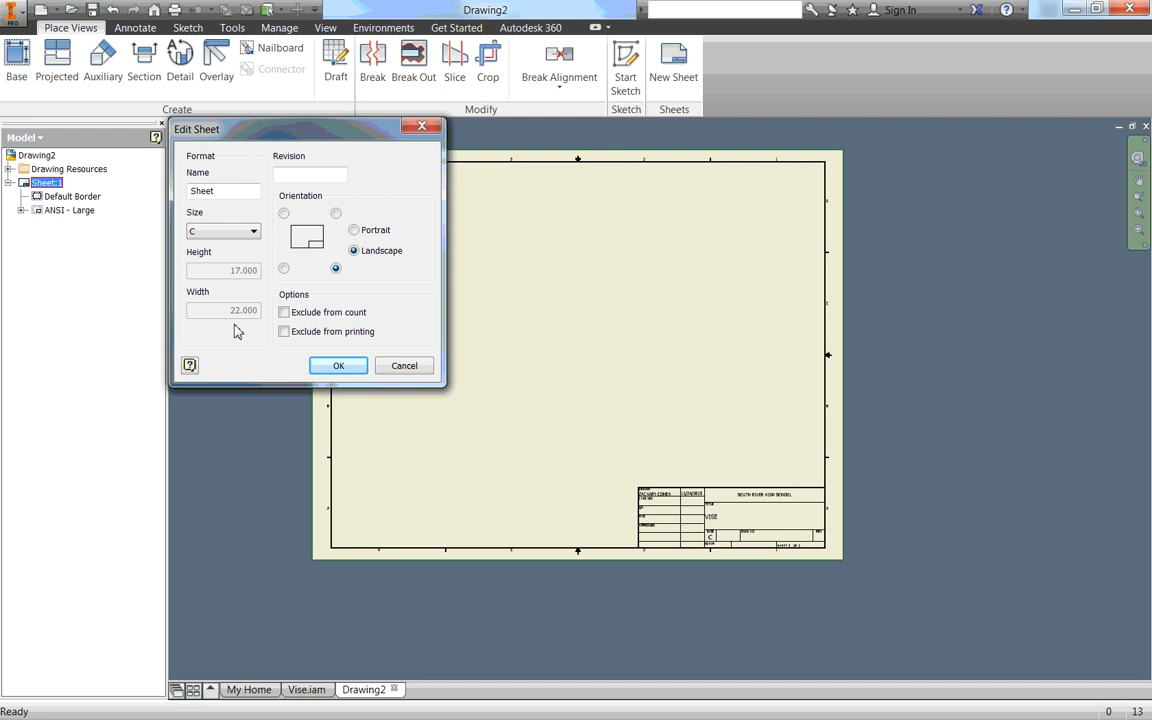 PRO
Drawing2
Sign In
Place Views
Annotate
Sketch
Tools
Manage
View
Environments
Get Started
Autodesk 360
Base
Projected
Auxiliary
Section
Detail
Overlay
Nailboard
Connector
Draft
Break
Break Out
Slice
Crop
Break Alignment
Start
Sketch
New Sheet
Create
Modify
Sketch
Sheets
Model
Drawing2
Drawing Resources
Sheet:1
Default Border
ANSI - Large
Edit Sheet
Format
Name
Sheet
Size
C
Height
17.000
Width
22.000
Revision
Orientation
Portrait
Landscape
Options
Exclude from count
Exclude from printing
OK
Cancel
SOUTH RIVER HIGH SCHOOL
TITLE
VISE
C
My Home
Vise.iam
Drawing2
Ready
0
13